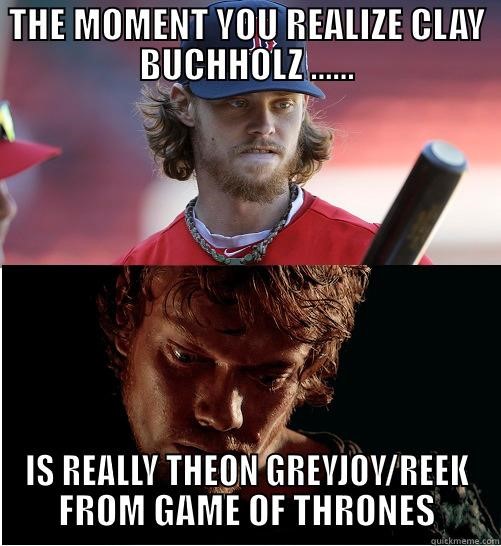 THE MOMENT YOU REALIZE CLAY
BUCHHOLZ ......
IS REALLY THEON GREYJOY/REEK
FROM GAME OF THRONES
quickmeme.com